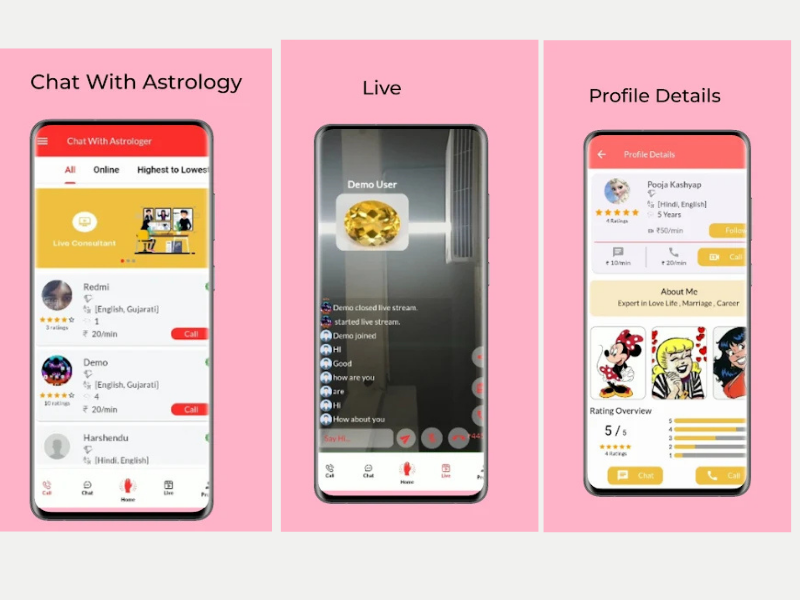 Chat With Astrology
Chat With Astrologer
All Online Highest to Lowest
Live Consultant
Redmi
[English, Gujarati]
1
3 ratings
₹ 20/min
Call
Demo
[English, Gujarati]
4
10 ratings
₹ 20/min
Call
Harshendu
[Hindi, English]
Call Chat Home Live
Live
Demo User
Demo closed live stream.
started live stream.
Demo joined
HI
Good
how are you
are
Hi
How about you
Say Hi...
Call Chat Home Live
Profile Details
Profile Details
Pooja Kashyap
[Hindi, English]
5 Years
4 Ratings
₹50/min
Follow
₹ 10/min ₹ 20/min Call
About Me
Expert in Love Life , Marriage , Career
Rating Overview
5 / 5
4 Ratings
5
4
3
2
1
Chat Call